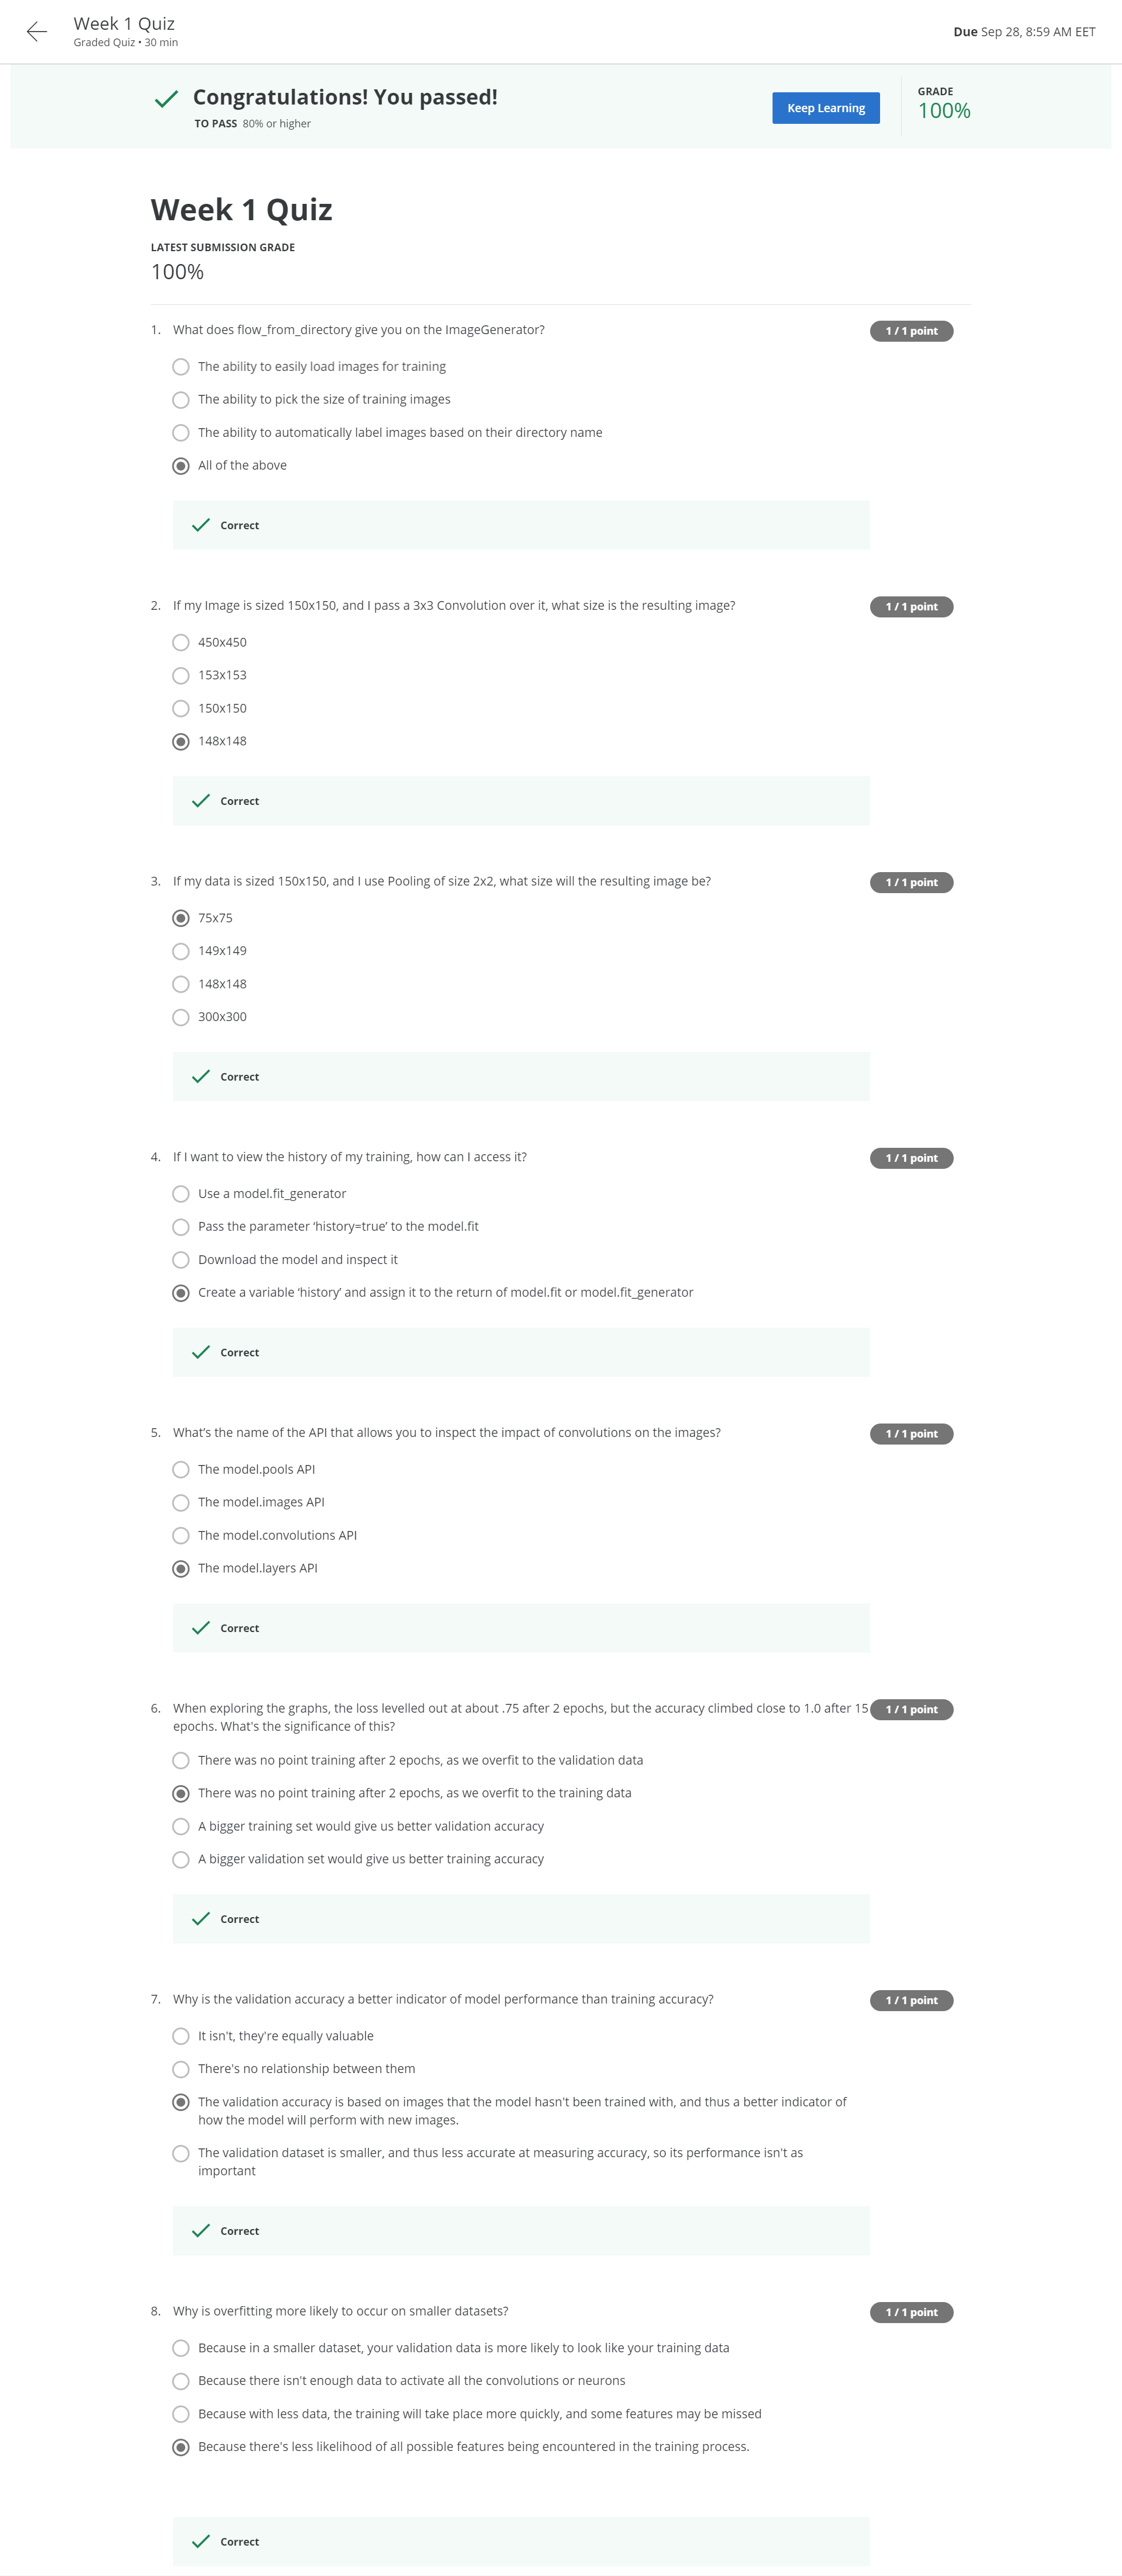 Week 1 Quiz
Graded Quiz • 30 min
Due Sep 28, 8:59 AM EET
Congratulations! You passed!
TO PASS 80% or higher
Keep Learning
GRADE
100%
Week 1 Quiz
LATEST SUBMISSION GRADE
100%
1. What does flow_from_directory give you on the ImageGenerator?
1 / 1 point
The ability to easily load images for training
The ability to pick the size of training images
The ability to automatically label images based on their directory name
All of the above
Correct
2. If my Image is sized 150x150, and I pass a 3x3 Convolution over it, what size is the resulting image?
1 / 1 point
450x450
153x153
150x150
148x148
Correct
3. If my data is sized 150x150, and I use Pooling of size 2x2, what size will the resulting image be?
1 / 1 point
75x75
149x149
148x148
300x300
Correct
4. If I want to view the history of my training, how can I access it?
1 / 1 point
Use a model.fit_generator
Pass the parameter ‘history=true’ to the model.fit
Download the model and inspect it
Create a variable ‘history’ and assign it to the return of model.fit or model.fit_generator
Correct
5. What’s the name of the API that allows you to inspect the impact of convolutions on the images?
1 / 1 point
The model.pools API
The model.images API
The model.convolutions API
The model.layers API
Correct
6. When exploring the graphs, the loss levelled out at about .75 after 2 epochs, but the accuracy climbed close to 1.0 after 15
epochs. What's the significance of this?
1 / 1 point
There was no point training after 2 epochs, as we overfit to the validation data
There was no point training after 2 epochs, as we overfit to the training data
A bigger training set would give us better validation accuracy
A bigger validation set would give us better training accuracy
Correct
7. Why is the validation accuracy a better indicator of model performance than training accuracy?
1 / 1 point
It isn't, they're equally valuable
There's no relationship between them
The validation accuracy is based on images that the model hasn't been trained with, and thus a better indicator of
how the model will perform with new images.
The validation dataset is smaller, and thus less accurate at measuring accuracy, so its performance isn't as
important
Correct
8. Why is overfitting more likely to occur on smaller datasets?
1 / 1 point
Because in a smaller dataset, your validation data is more likely to look like your training data
Because there isn't enough data to activate all the convolutions or neurons
Because with less data, the training will take place more quickly, and some features may be missed
Because there's less likelihood of all possible features being encountered in the training process.
Correct